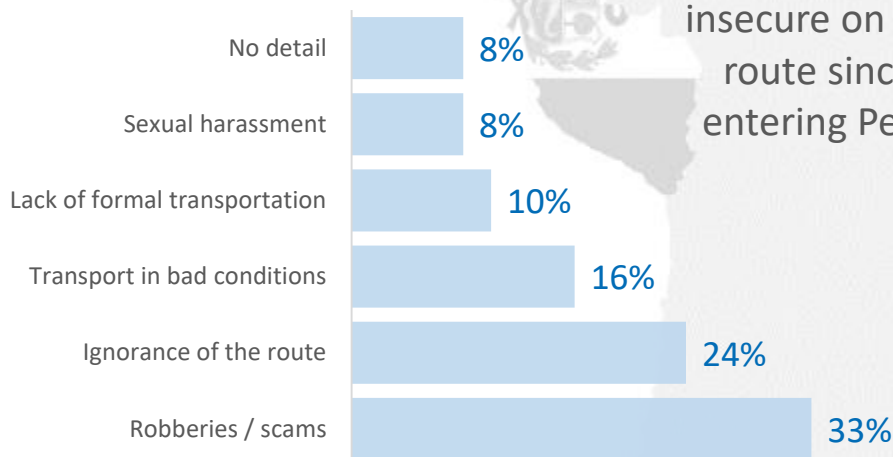 insecure on
route sinc
entering Pe
No detail 8%
Sexual harassment 8%
Lack of formal transportation 10%
Transport in bad conditions 16%
Ignorance of the route 24%
Robberies / scams 33%